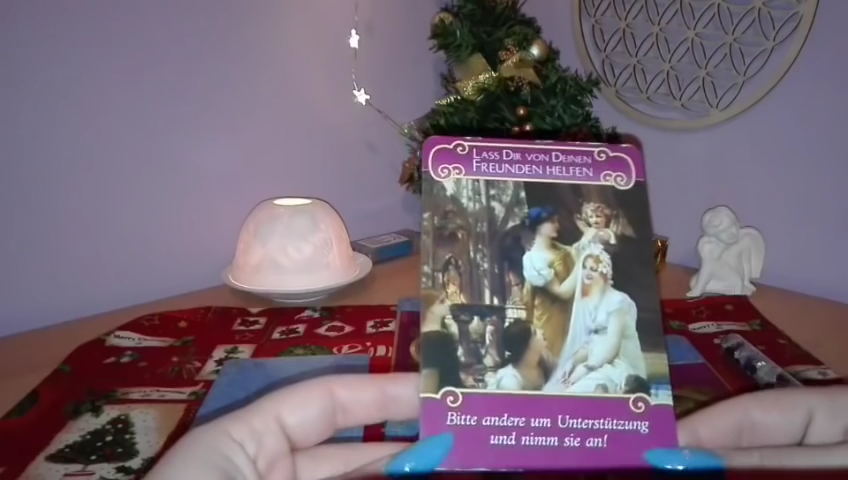 LASS DIR VON DEINEN
FREUNDEN HELFEN
Bitte andere um Unterstützung
und nimm sie an!